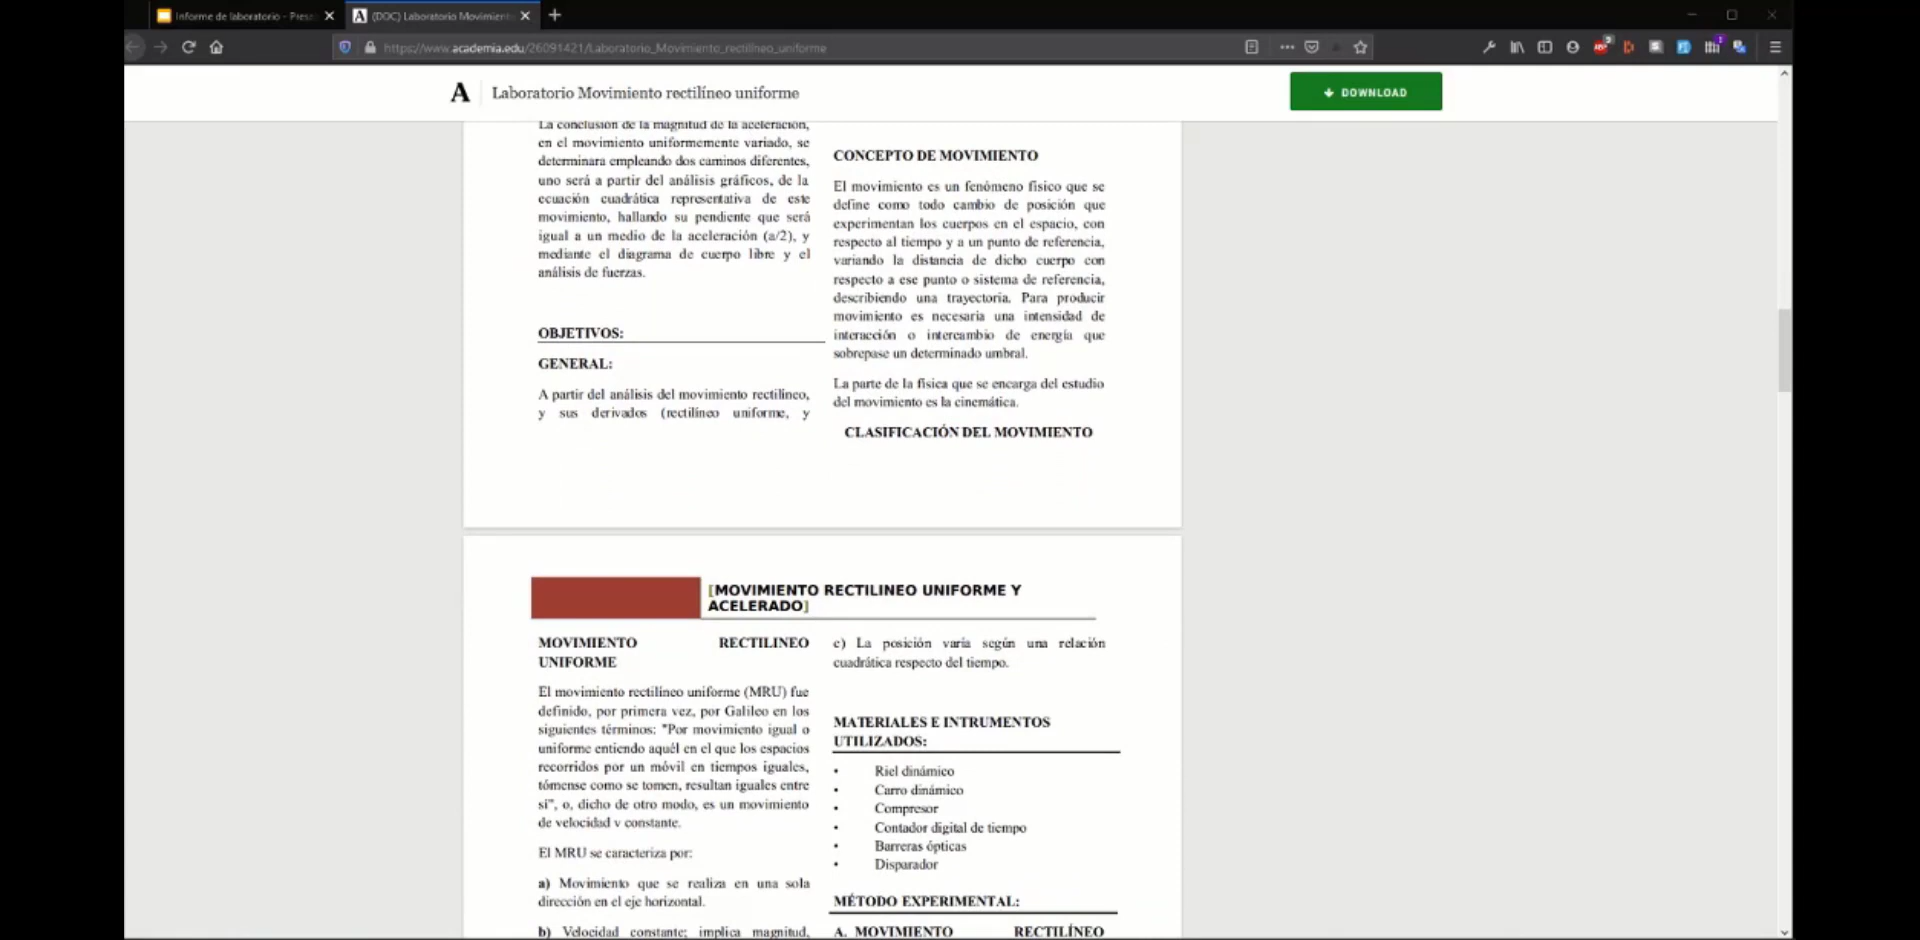 Informe de laboratorio - Pres
(DOC) Laboratorio Movimient
https://www.academia.edu/26091421/Laboratorio_Movimiento_rectilíneo_uniforme
A Laboratorio Movimiento rectilíneo uniforme
DOWNLOAD
La conclusión de la magnitud de la aceleración,
en el movimiento uniformemente variado, se
determinara empleando dos caminos diferentes,
uno será a partir del análisis gráficos, de la
ecuación cuadrática representativa de este
movimiento, hallando su pendiente que será
igual a un medio de la aceleración (a/2), y
mediante el diagrama de cuerpo libre y el
análisis de fuerzas.
OBJETIVOS:
GENERAL:
A partir del análisis del movimiento rectilíneo,
y sus derivados (rectilíneo uniforme, y
CONCEPTO DE MOVIMIENTO
El movimiento es un fenómeno físico que se
define como todo cambio de posición que
experimentan los cuerpos en el espacio, con
respecto al tiempo y a un punto de referencia,
variando la distancia de dicho cuerpo con
respecto a ese punto o sistema de referencia,
describiendo una trayectoria. Para producir
movimiento es necesaria una intensidad de
interacción o intercambio de energía que
sobrepase un determinado umbral.
La parte de la física que se encarga del estudio
del movimiento es la cinemática.
CLASIFICACIÓN DEL MOVIMIENTO
[MOVIMIENTO RECTILINEO UNIFORME Y
ACELERADO]
MOVIMIENTO RECTILINEO
UNIFORME
El movimiento rectilíneo uniforme (MRU) fue
definido, por primera vez, por Galileo en los
siguientes términos: "Por movimiento igual o
uniforme entiendo aquél en el que los espacios
recorridos por un móvil en tiempos iguales,
tómense como se tomen, resultan iguales entre
sí", o, dicho de otro modo, es un movimiento
de velocidad v constante.
El MRU se caracteriza por:
a) Movimiento que se realiza en una sola
dirección en el eje horizontal.
b) Velocidad constante; implica magnitud,
c) La posición varía según una relación
cuadrática respecto del tiempo.
MATERIALES E INTRUMENTOS
UTILIZADOS:
• Riel dinámico
• Carro dinámico
• Compresor
• Contador digital de tiempo
• Barreras ópticas
• Disparador
MÉTODO EXPERIMENTAL:
A. MOVIMIENTO RECTILÍNEO